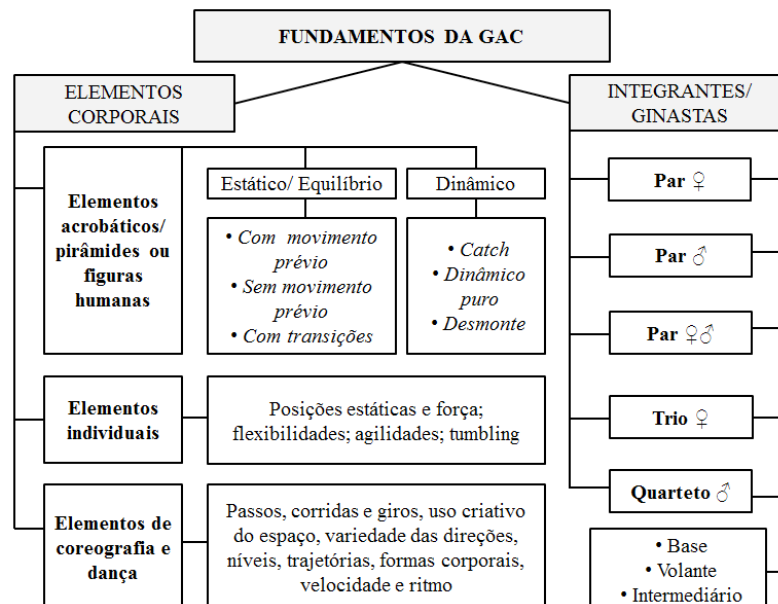 FUNDAMENTOS DA GAC
ELEMENTOS
CORPORAIS
Elementos
acrobáticos/
pirâmides ou
figuras
humanas
Estático/ Equilíbrio
• Com movimento
prévio
• Sem movimento
prévio
• Com transições
Dinâmico
• Catch
• Dinâmico
puro
• Desmonte
Elementos
individuais
Posições estáticas e força;
flexibilidades; agilidades; tumbling
Elementos de
coreografia e
dança
Passos, corridas e giros, uso criativo
do espaço, variedade das direções,
níveis, trajetórias, formas corporais,
velocidade e ritmo
INTEGRANTES/
GINASTAS
Par ♀
Par ♂
Par ♀♂
Trio ♀
Quarteto ♂
• Base
• Volante
• Intermediário